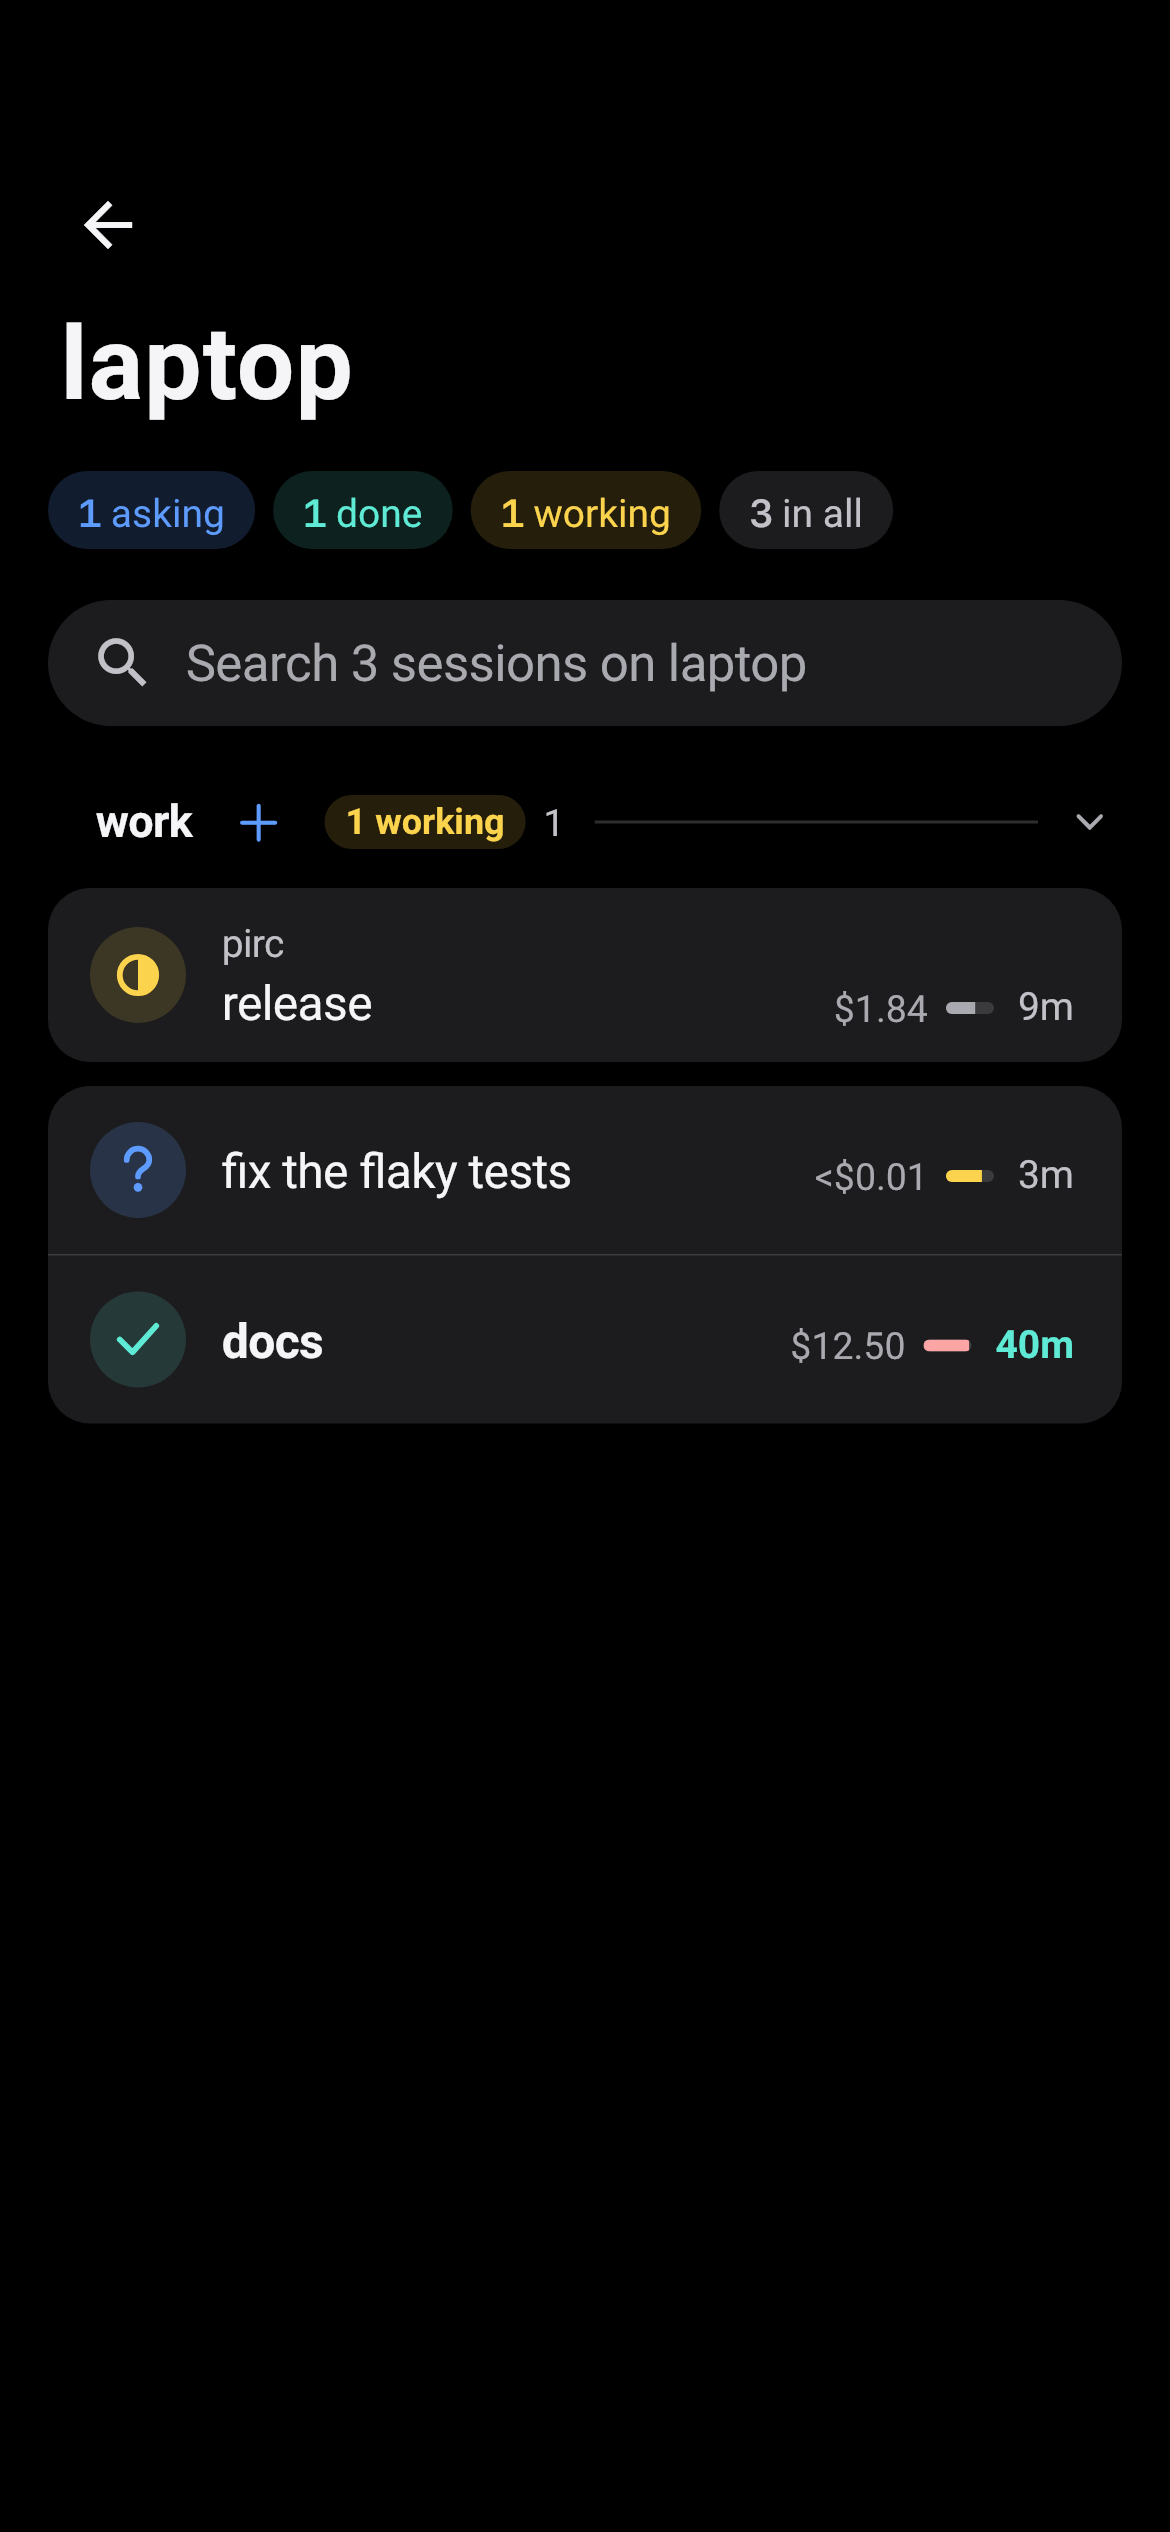 laptop
1 asking 1 done 1 working 3 in all
Search 3 sessions on laptop
work 1 working 1
pirc
release $1.84 9m
fix the flaky tests <$0.01 3m
docs $12.50 40m